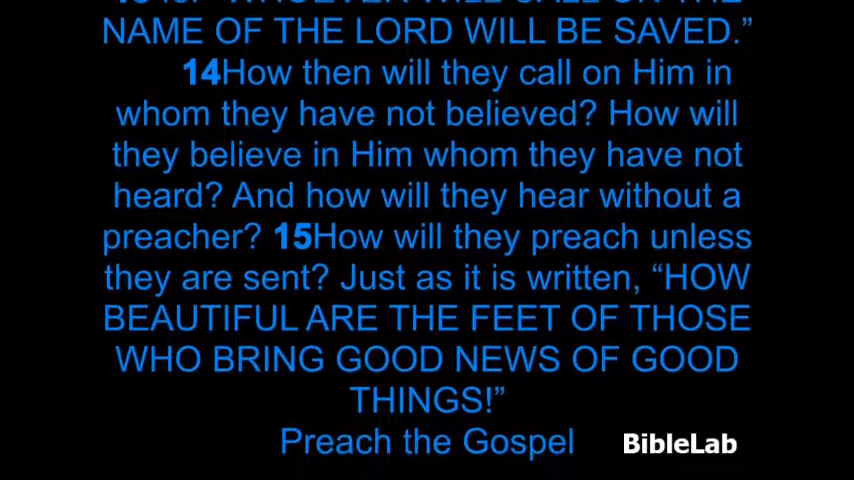 NAME OF THE LORD WILL BE SAVED.”
14How then will they call on Him in
whom they have not believed? How will
they believe in Him whom they have not
heard? And how will they hear without a
preacher? 15How will they preach unless
they are sent? Just as it is written, “HOW
BEAUTIFUL ARE THE FEET OF THOSE
WHO BRING GOOD NEWS OF GOOD
THINGS!”
Preach the Gospel
BibleLab